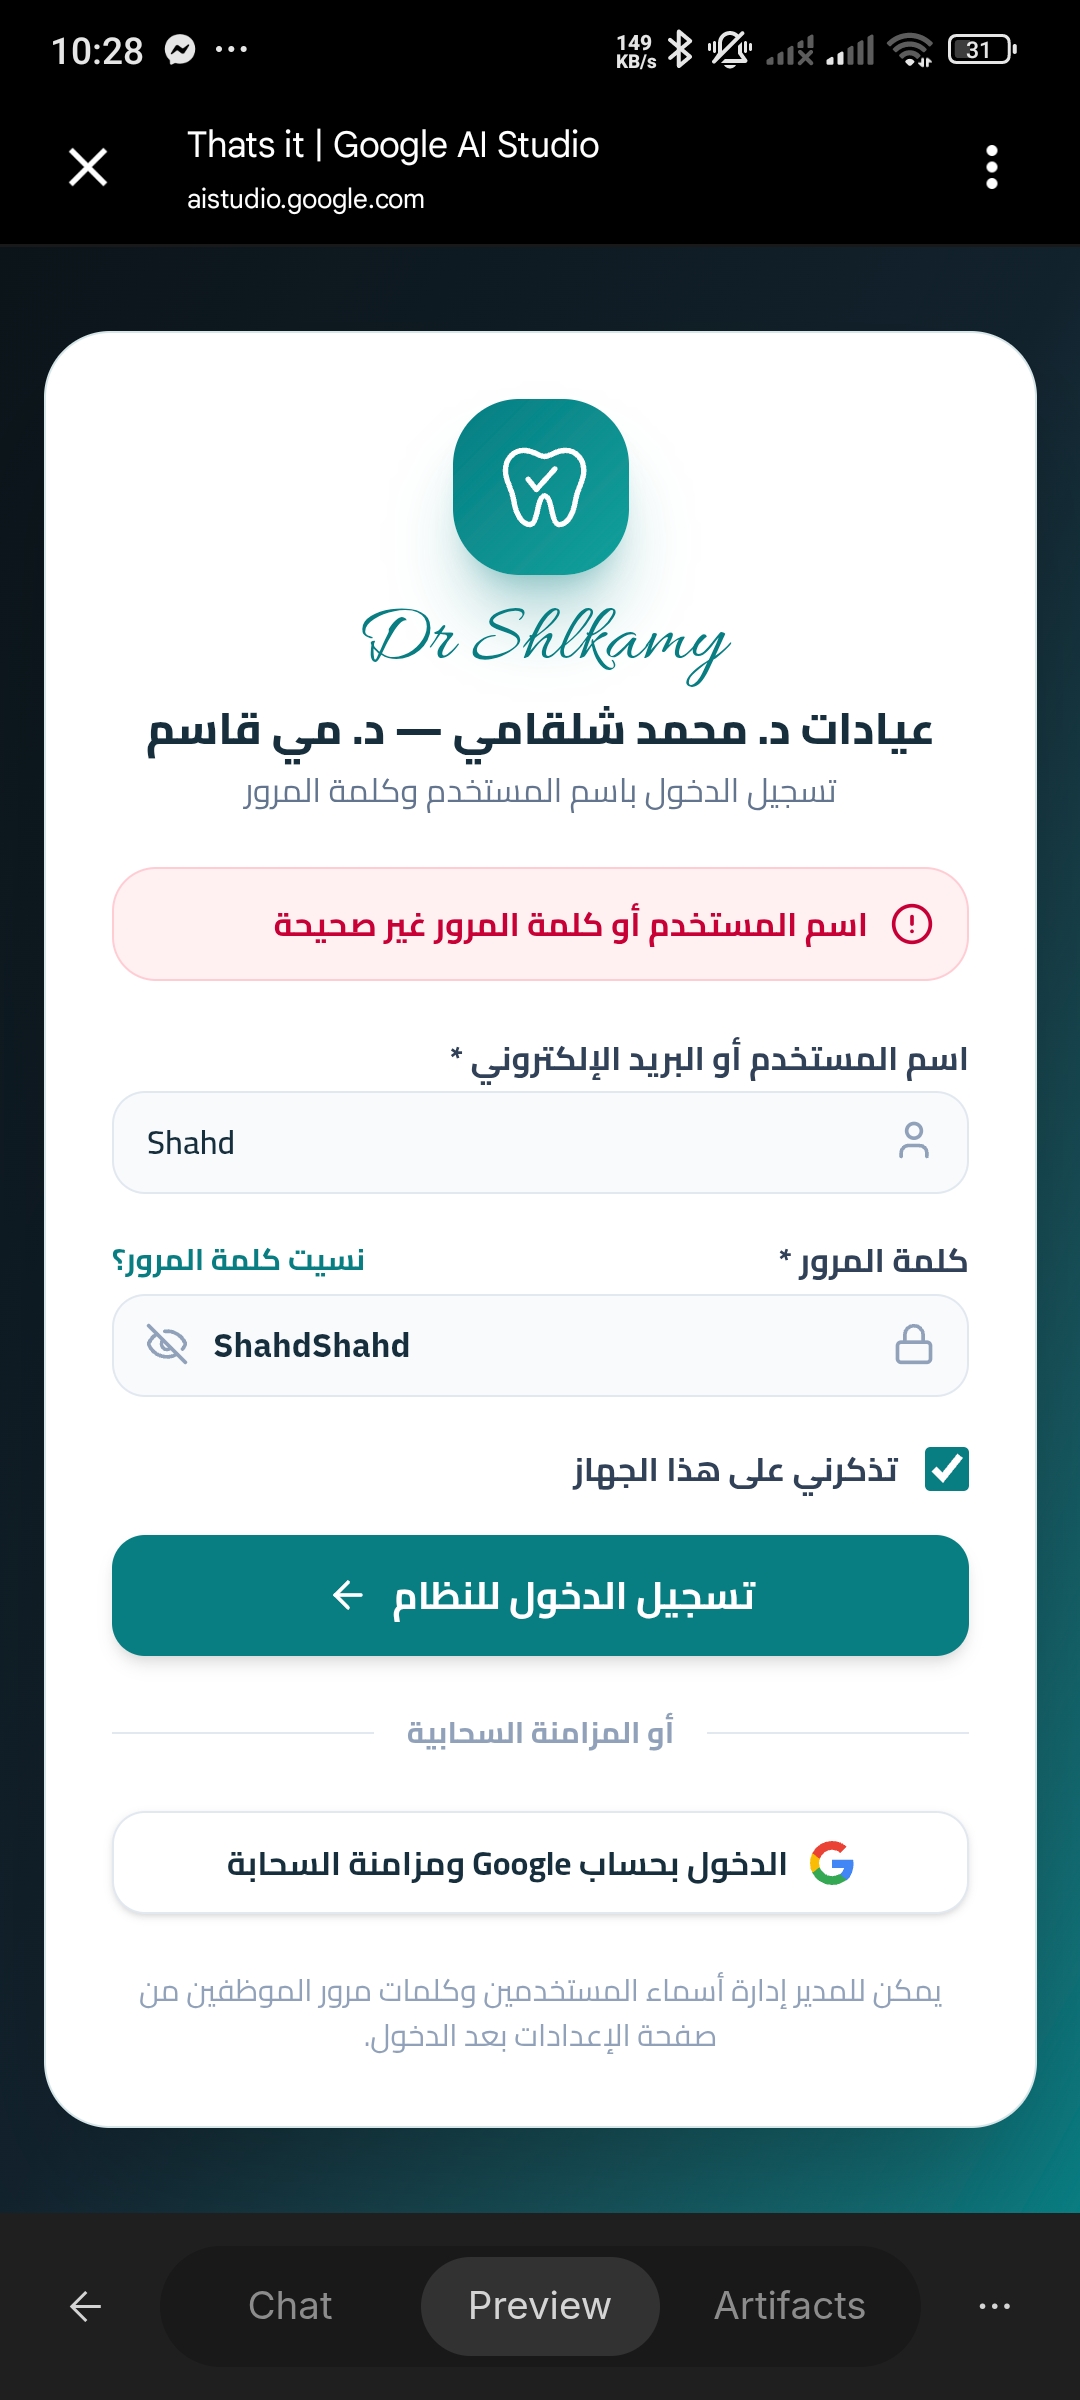 10:28
149
KB/s
31
Thats it | Google AI Studio
aistudio.google.com
Dr Shlkamy
عيادات د. محمد شلقامي — د. مي قاسم
تسجيل الدخول باسم المستخدم وكلمة المرور
اسم المستخدم أو كلمة المرور غير صحيحة
اسم المستخدم أو البريد الإلكتروني *
Shahd
كلمة المرور *
نسيت كلمة المرور؟
ShahdShahd
تذكرني على هذا الجهاز
تسجيل الدخول للنظام
أو المزامنة السحابية
الدخول بحساب Google ومزامنة السحابة
يمكن للمدير إدارة أسماء المستخدمين وكلمات مرور الموظفين من
صفحة الإعدادات بعد الدخول.
Chat
Preview
Artifacts